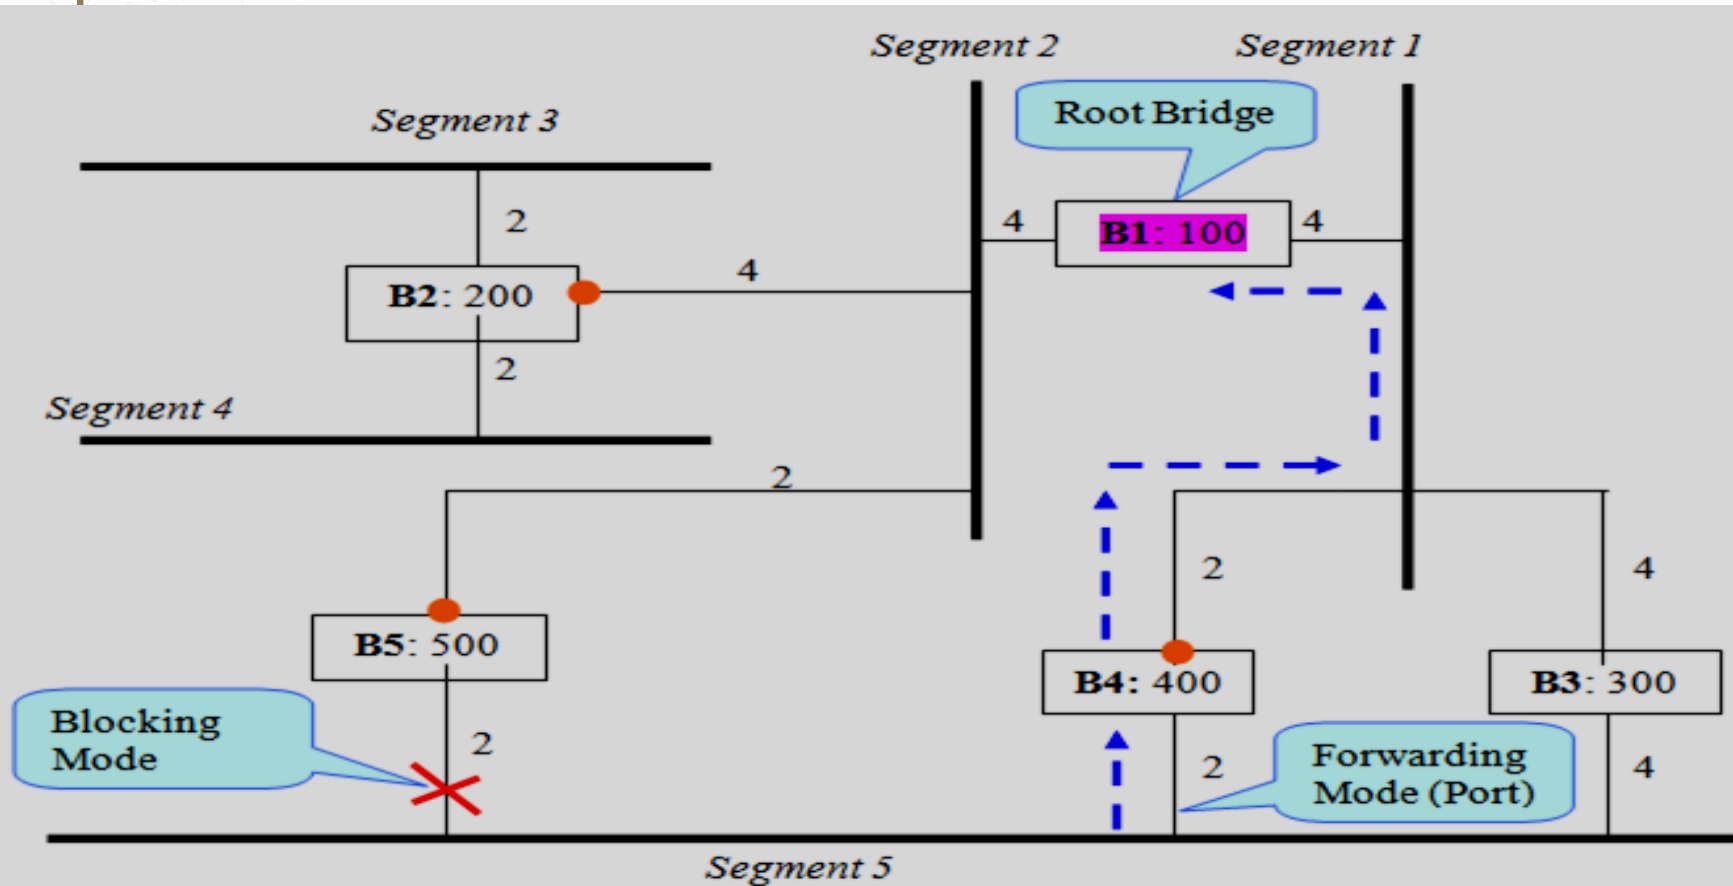 Segment 2
Segment 1
Root Bridge
Segment 3
2
4
B1: 100
4
B2: 200
4
2
Segment 4
2
2
4
B5: 500
B4: 400
B3: 300
Blocking
Mode
2
2
Forwarding
Mode (Port)
4
Segment 5